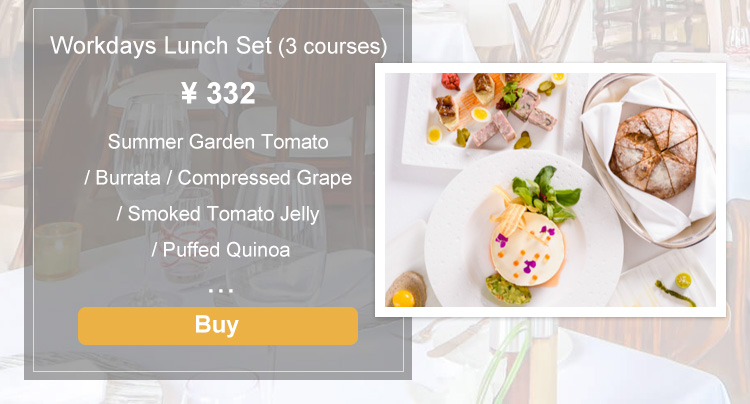 Workdays Lunch Set (3 courses)
¥ 332
Summer Garden Tomato
/ Burrata / Compressed Grape
/ Smoked Tomato Jelly
/ Puffed Quinoa
...
Buy